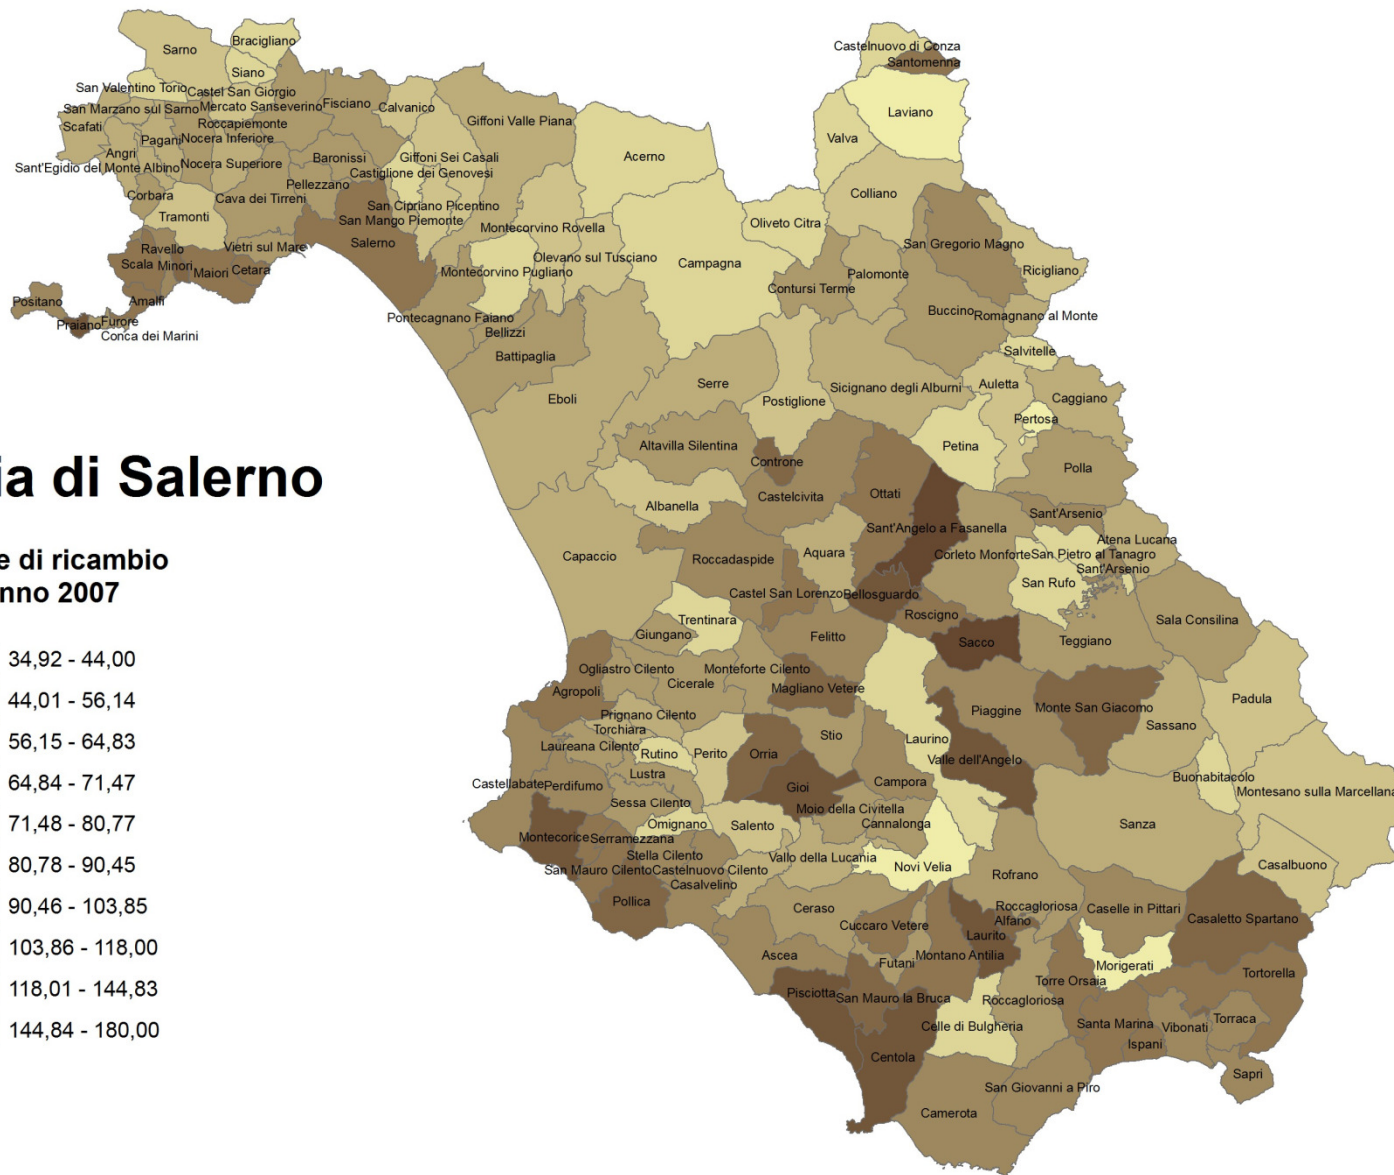 Castelnuovo di Conza
Santomenna
Bracigliano
Sarno
Siano
Laviano
San Valentino Torio
Castel San Giorgio
San Marzano sul Sarno
Mercato Sanseverino
Fisciano
Calvanico
Giffoni Valle Piana
Scafati
Roccapiemonte
Valva
Pagani
Nocera Inferiore
Angri
Baronissi
Giffoni Sei Casali
Acerno
Sant'Egidio del Monte Albino
Nocera Superiore
Castiglione dei Genovesi
Pellezzano
Corbara
Cava dei Tirreni
Colliano
San Cipriano Picentino
Tramonti
San Mango Piemonte
Montecorvino Rovella
Oliveto Citra
Ravello
Vietri sul Mare
Salerno
San Gregorio Magno
Scala
Minori
Maiori
Cetara
Olevano sul Tusciano
Campagna
Montecorvino Pugliano
Palomonte
Ricigliano
Contursi Terme
Positano
Amalfi
Buccino
Romagnano al Monte
Praiano
Furore
Pontecagnano Faiano
Conca dei Marini
Bellizzi
Battipaglia
Salvitelle
Serre
Sicignano degli Alburni
Auletta
Eboli
Postiglione
Caggiano
Pertosa
Altavilla Silentina
Petina
Controne
Polla
ia di Salerno
Castelcivita
Ottati
Albanella
Sant'Arsenio
Sant'Angelo a Fasanella
Atena Lucana
e di ricambio
Capaccio
Roccadaspide
Aquara
Corleto Monforte
San Pietro al Tanagro
Sant'Arsenio
San Rufo
nno 2007
Castel San Lorenzo
Bellosguardo
Trentinara
Roscigno
Sala Consilina
Giungano
Felitto
Sacco
Teggiano
34,92 - 44,00
Ogliastro Cilento
Monteforte Cilento
Cicerale
Agropoli
Magliano Vetere
44,01 - 56,14
Piaggine
Monte San Giacomo
Padula
Prignano Cilento
Torchiara
Stio
Sassano
56,15 - 64,83
Laureana Cilento
Rutino
Perito
Orria
Laurino
Valle dell'Angelo
64,84 - 71,47
Lustra
Buonabitacolo
Castellabate
Perdifumo
Gioi
Campora
Montesano sulla Marcellana
71,48 - 80,77
Sessa Cilento
Moio della Civitella
Omignano
Salento
Cannalonga
Sanza
80,78 - 90,45
Montecorice
Serramezzana
Stella Cilento
Vallo della Lucania
San Mauro Cilento
Castelnuovo Cilento
Novi Velia
Casalbuono
90,46 - 103,85
Casalvelino
Rofrano
Pollica
Ceraso
Roccagloriosa
Caselle in Pittari
103,86 - 118,00
Cuccaro Vetere
Alfano
Casaletto Spartano
Laurito
Ascea
Montano Antilia
118,01 - 144,83
Futani
Morigerati
Tortorella
Torre Orsaia
Pisciotta
San Mauro la Bruca
Roccagloriosa
144,84 - 180,00
Celle di Bulgheria
Santa Marina
Vibonati
Torraca
Ispani
Centola
Sapri
San Giovanni a Piro
Camerota